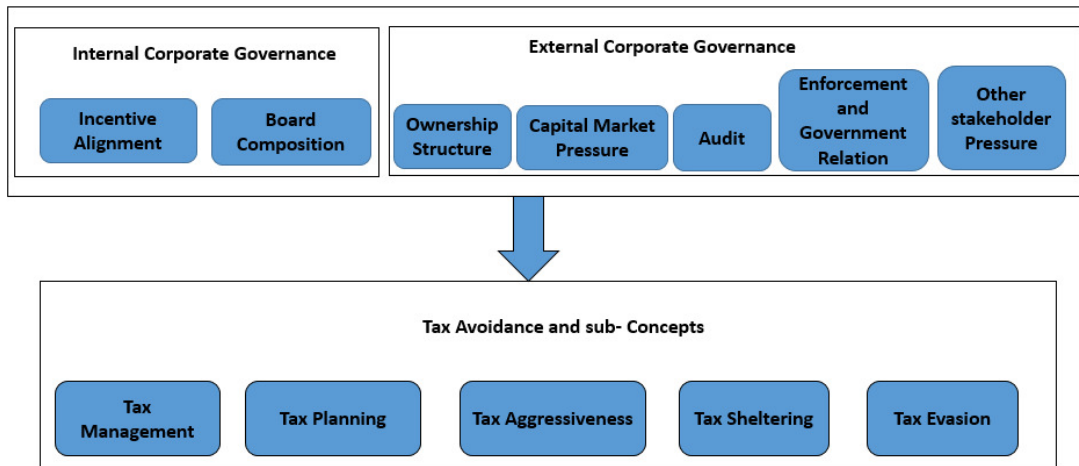 Internal Corporate Governance
Incentive
Alignment
Board
Composition
External Corporate Governance
Ownership
Structure
Capital Market
Pressure
Audit
Enforcement
and
Government
Relation
Other
stakeholder
Pressure
Tax Avoidance and sub- Concepts
Tax
Management
Tax Planning
Tax Aggressiveness
Tax Sheltering
Tax Evasion